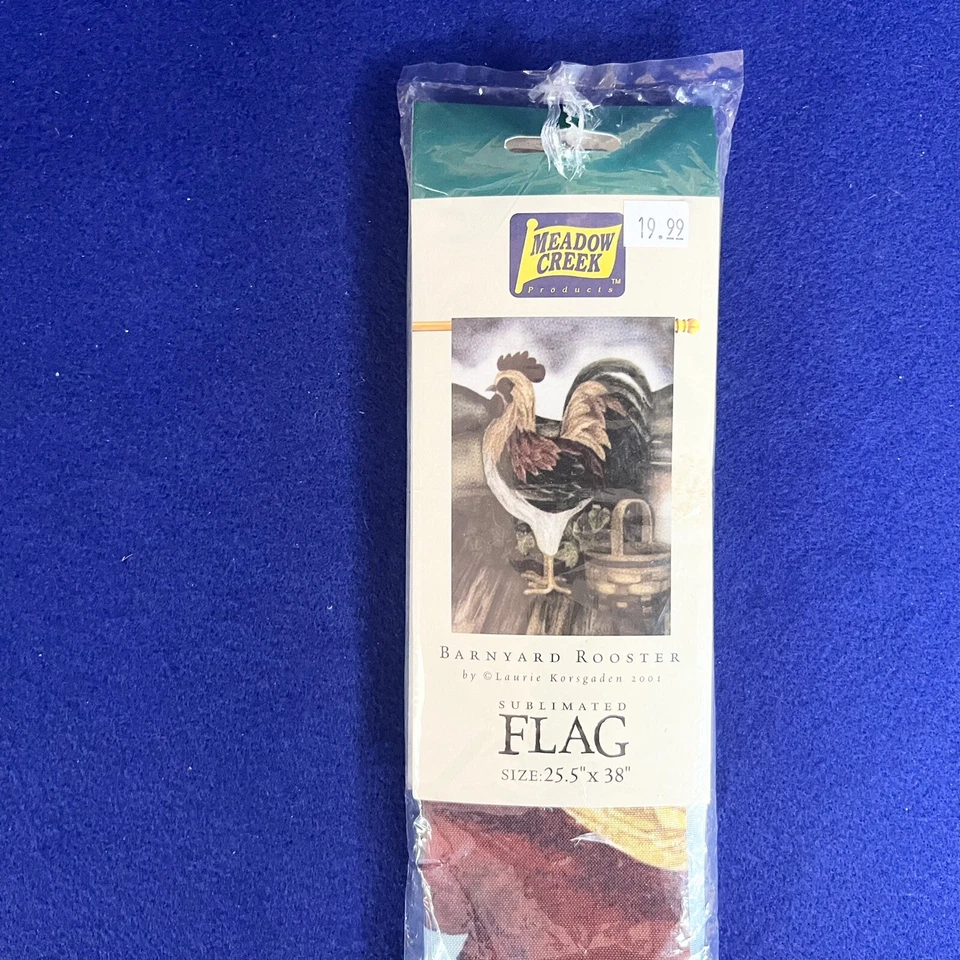 MEADOW
CREEK
TM
Products
19.99
BARNYARD ROOSTER
by ©Laurie Korsgaden 2001
SUBLIMATED
FLAG
SIZE:25.5" x 38"